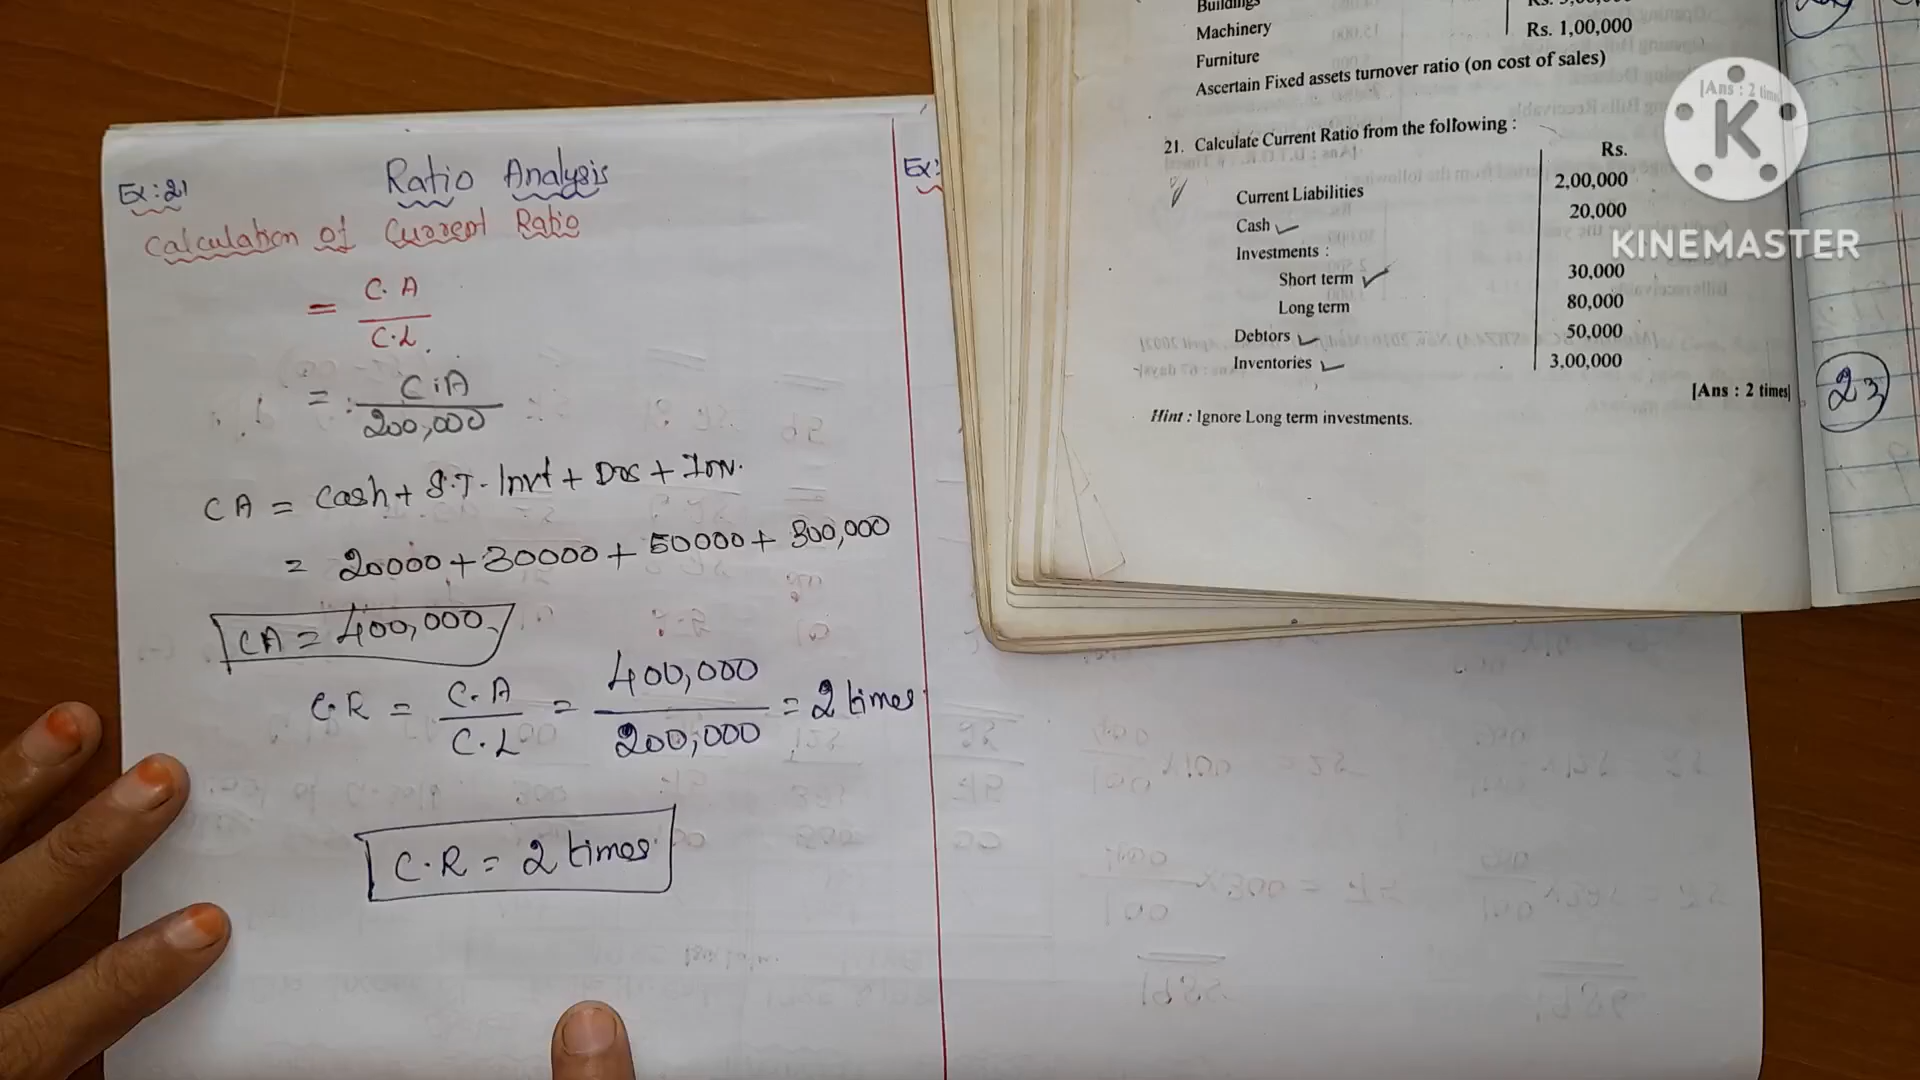 Ex:21
Ratio Analysis
Calculation of Current Ratio
= C.A / C.L.
= C.A / 200,000
CA = Cash + S.T. Invt + Drs + Inv.
= 20000 + 30000 + 50000 + 300,000
CA = 400,000
C.R = C.A / C.L = 400,000 / 200,000 = 2 times
C.R = 2 times
Ex:
Buildings
Machinery
Furniture Rs. 1,00,000
Ascertain Fixed assets turnover ratio (on cost of sales)
[Ans : 2 times
21. Calculate Current Ratio from the following :
Rs.
Current Liabilities 2,00,000
Cash 20,000
Investments :
Short term 30,000
Long term 80,000
Debtors 50,000
Inventories 3,00,000
[Ans : 2 times]
Hint : Ignore Long term investments.
23
K
KINEMASTER